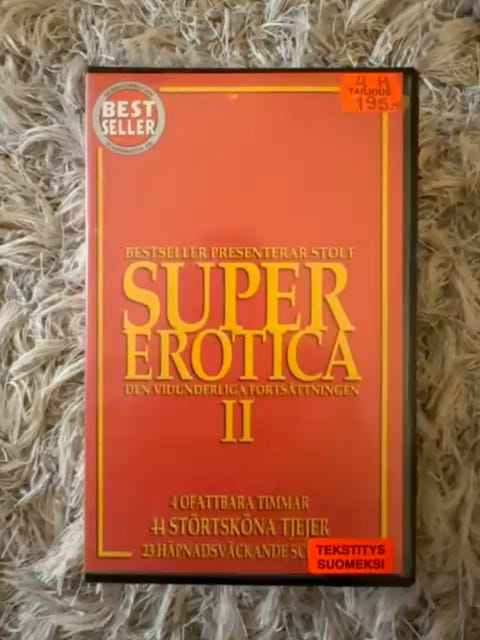 BEST
SELLER
4 H
TARJOUS
195.-
BESTSELLER PRESENTERAR STOLT
SUPER
EROTICA
DEN VIDUNDERLIGA FORTSÄTTNINGEN
II
4 OFATTBARA TIMMAR
44 STÖRTSKÖNA TJEJER
23 HÄPNADSVÄCKANDE SC
TEKSTITYS
SUOMEKSI